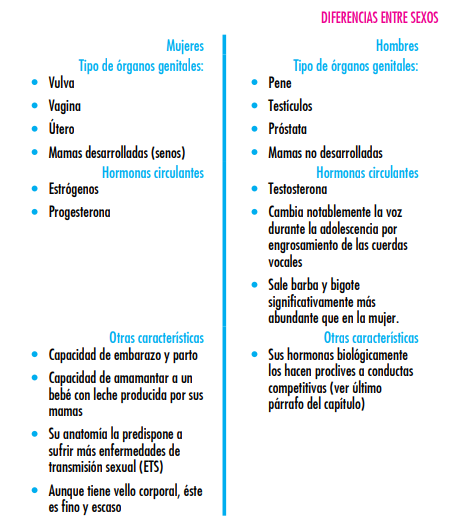 DIFERENCIAS ENTRE SEXOS
Mujeres
Tipo de órganos genitales:
• Vulva
• Vagina
• Útero
• Mamas desarrolladas (senos)
Hormonas circulantes
• Estrógenos
• Progesterona
Otras características
• Capacidad de embarazo y parto
• Capacidad de amamantar a un
bebé con leche producida por sus
mamas
• Su anatomía la predispone a
sufrir más enfermedades de
transmisión sexual (ETS)
• Aunque tiene vello corporal, éste
es fino y escaso
Hombres
Tipo de órganos genitales:
• Pene
• Testículos
• Próstata
• Mamas no desarrolladas
Hormonas circulantes
• Testosterona
• Cambia notablemente la voz
durante la adolescencia por
engrosamiento de las cuerdas
vocales
• Sale barba y bigote
significativamente más
abundante que en la mujer.
Otras características
• Sus hormonas biológicamente
los hacen proclives a conductas
competitivas (ver último
párrafo del capítulo)